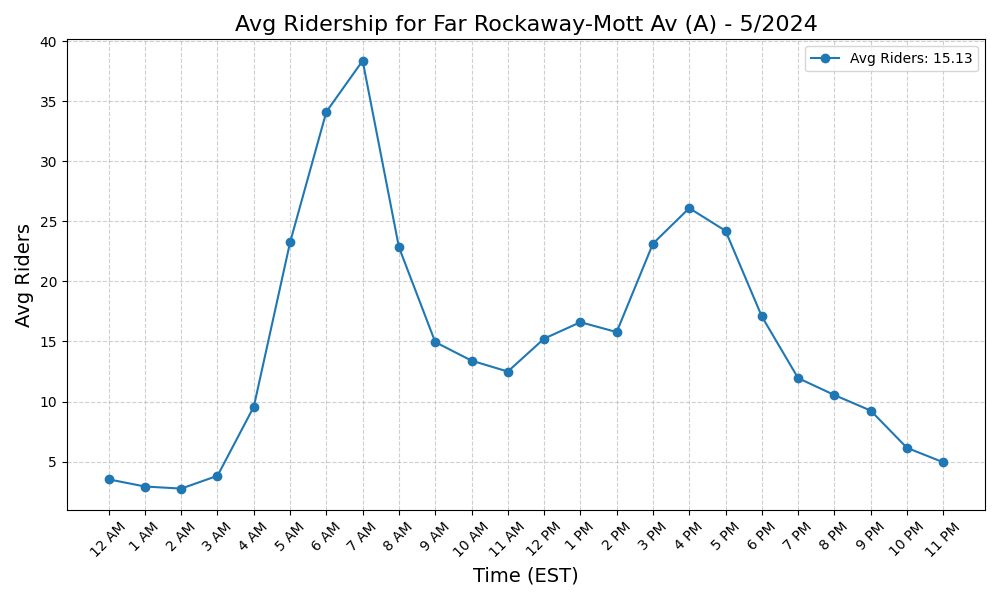 Avg Ridership for Far Rockaway-Mott Av (A) - 5/2024
Avg Riders: 15.13
Avg Riders
40
35
30
25
20
15
10
5
12 AM
1 AM
2 AM
3 AM
4 AM
5 AM
6 AM
7 AM
8 AM
9 AM
10 AM
11 AM
12 PM
1 PM
2 PM
3 PM
4 PM
5 PM
6 PM
7 PM
8 PM
9 PM
10 PM
11 PM
Time (EST)